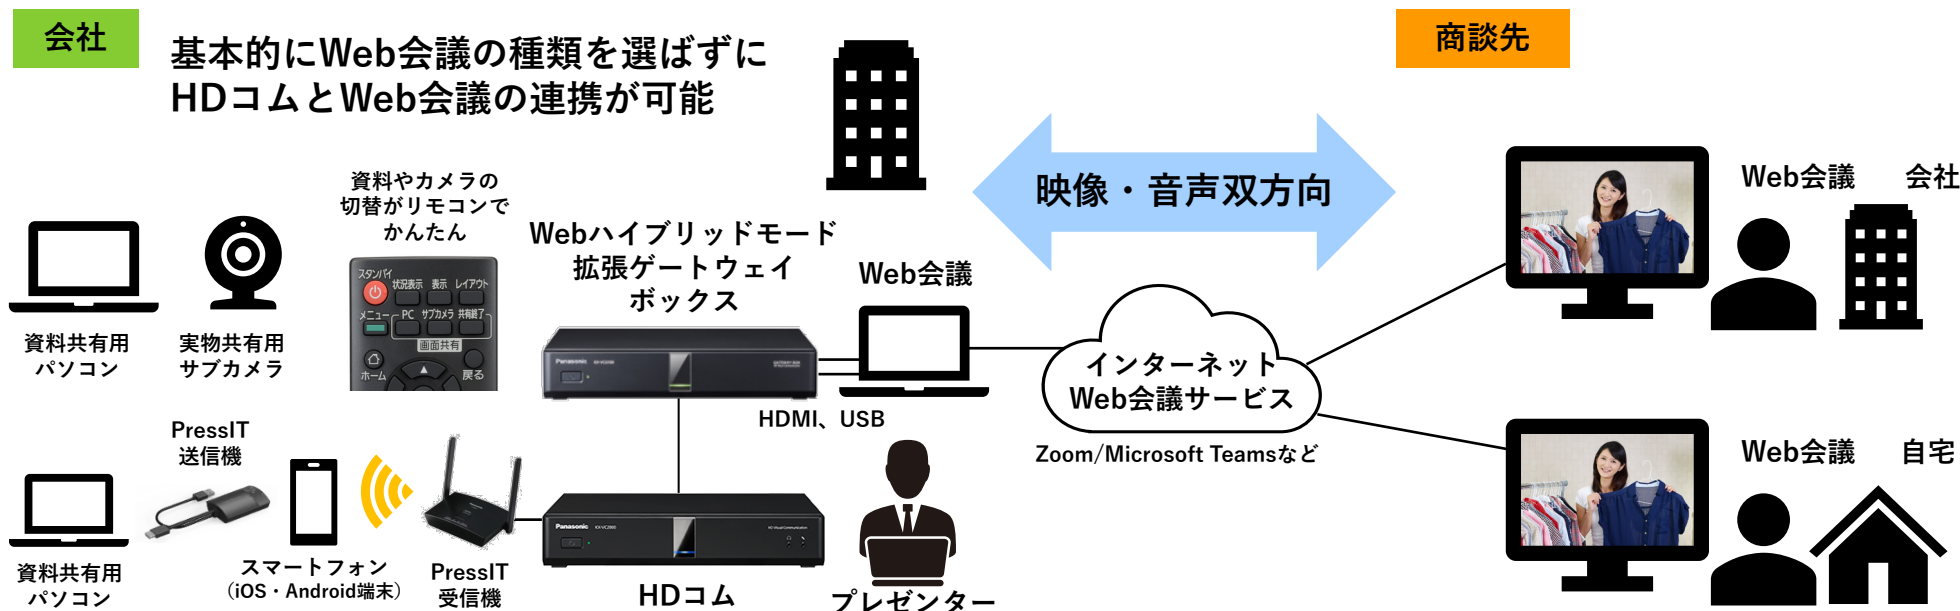 会社
基本的にWeb会議の種類を選ばずに
HDコムとWeb会議の連携が可能
商談先
資料やカメラの
切替がリモコンで
かんたん
Webハイブリッドモード
拡張ゲートウェイ
ボックス
Web会議
映像・音声双方向
Web会議 会社
スタンバイ
状況表示 表示 レイアウト
メニュー PC サブカメラ 共有終了
画面共有
ホーム
戻る
資料共有用
パソコン
実物共有用
サブカメラ
Panasonic
HDMI、USB
インターネット
Web会議サービス
Zoom/Microsoft Teamsなど
PressIT
送信機
スマートフォン
（iOS・Android端末）
資料共有用
パソコン
PressIT
受信機
Panasonic
HDコム
プレゼンター
Web会議 自宅